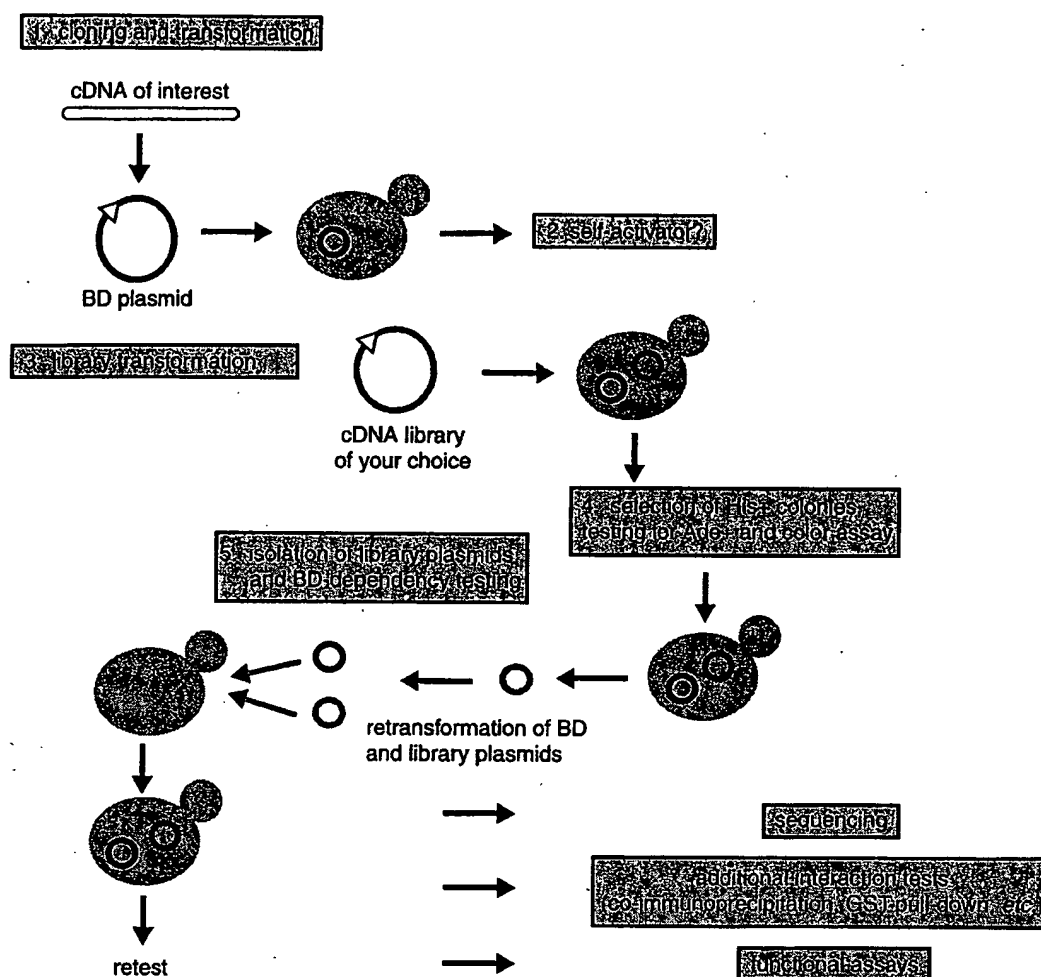 1. cloning and transformation
cDNA of interest
BD plasmid
2. self-activator?
3. library transformation
cDNA library
of your choice
4. selection of His+ colonies,
testing for Ade+ and color assay
5. isolation of library plasmids
and BD dependency testing
retransformation of BD
and library plasmids
retest
sequencing
additional interaction tests
(co-immunoprecipitation, GST-pull down, etc
functional assays